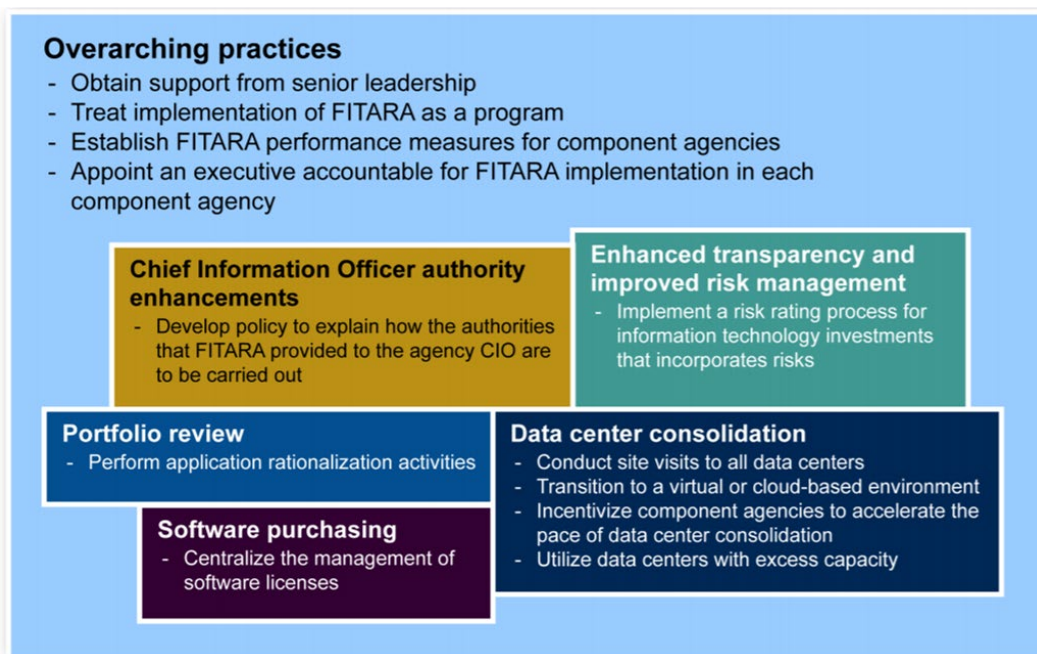 Overarching practices
- Obtain support from senior leadership
- Treat implementation of FITARA as a program
- Establish FITARA performance measures for component agencies
- Appoint an executive accountable for FITARA implementation in each
component agency
Chief Information Officer authority
enhancements
- Develop policy to explain how the authorities
that FITARA provided to the agency CIO are
to be carried out
Enhanced transparency and
improved risk management
- Implement a risk rating process for
information technology investments
that incorporates risks
Portfolio review
- Perform application rationalization activities
Data center consolidation
- Conduct site visits to all data centers
- Transition to a virtual or cloud-based environment
- Incentivize component agencies to accelerate the
pace of data center consolidation
- Utilize data centers with excess capacity
Software purchasing
- Centralize the management of
software licenses